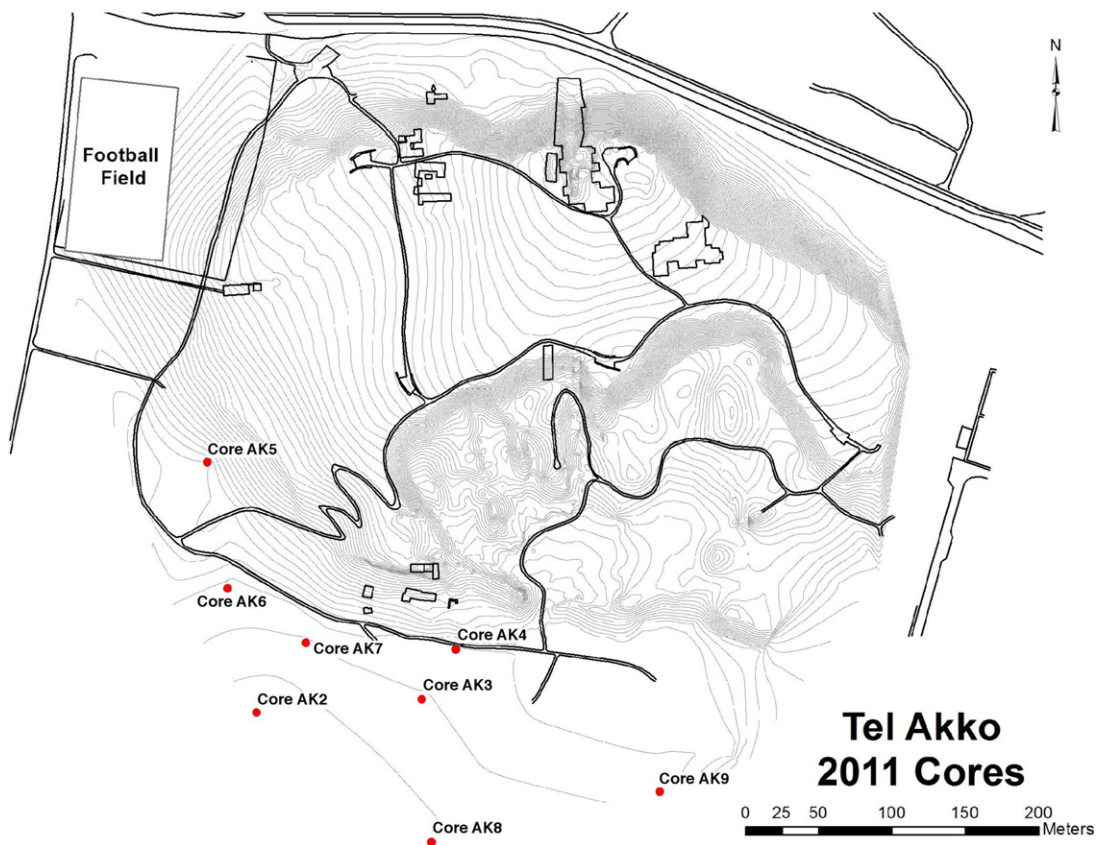 N
Football
Field
Core AK5
Core AK6
Core AK7
Core AK4
Core AK3
Core AK2
Core AK9
Core AK8
Tel Akko
2011 Cores
0 25 50 100 150 200
Meters